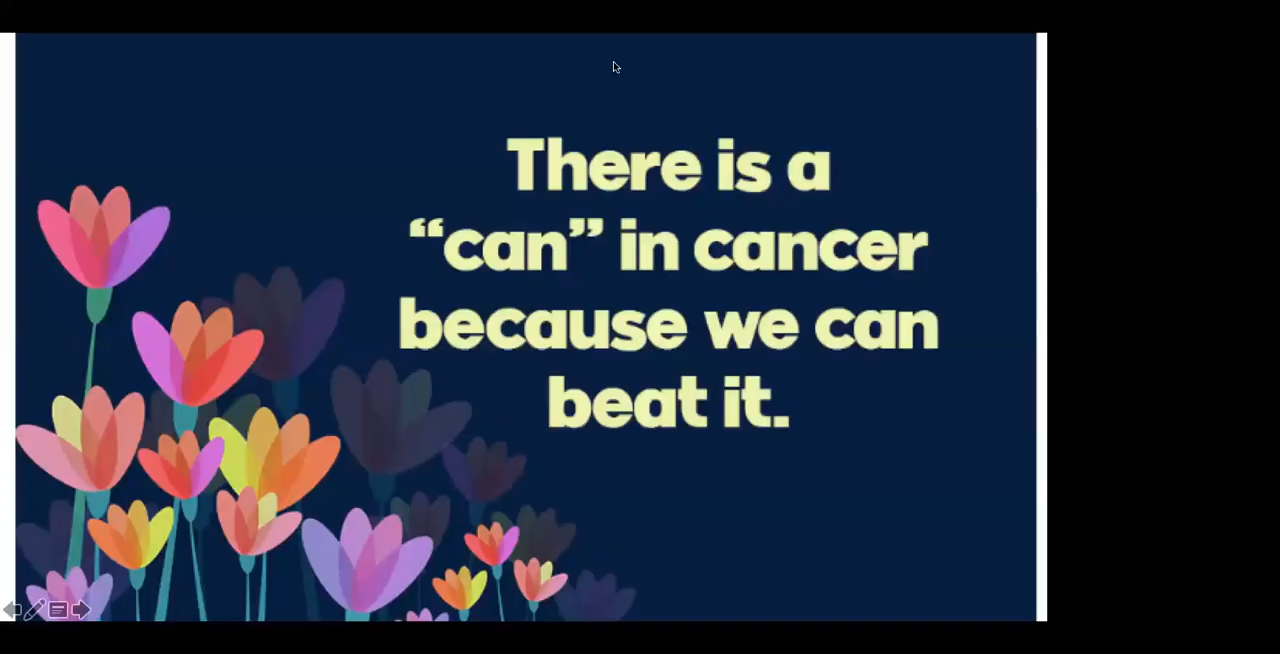 There is a
“can” in cancer
because we can
beat it.